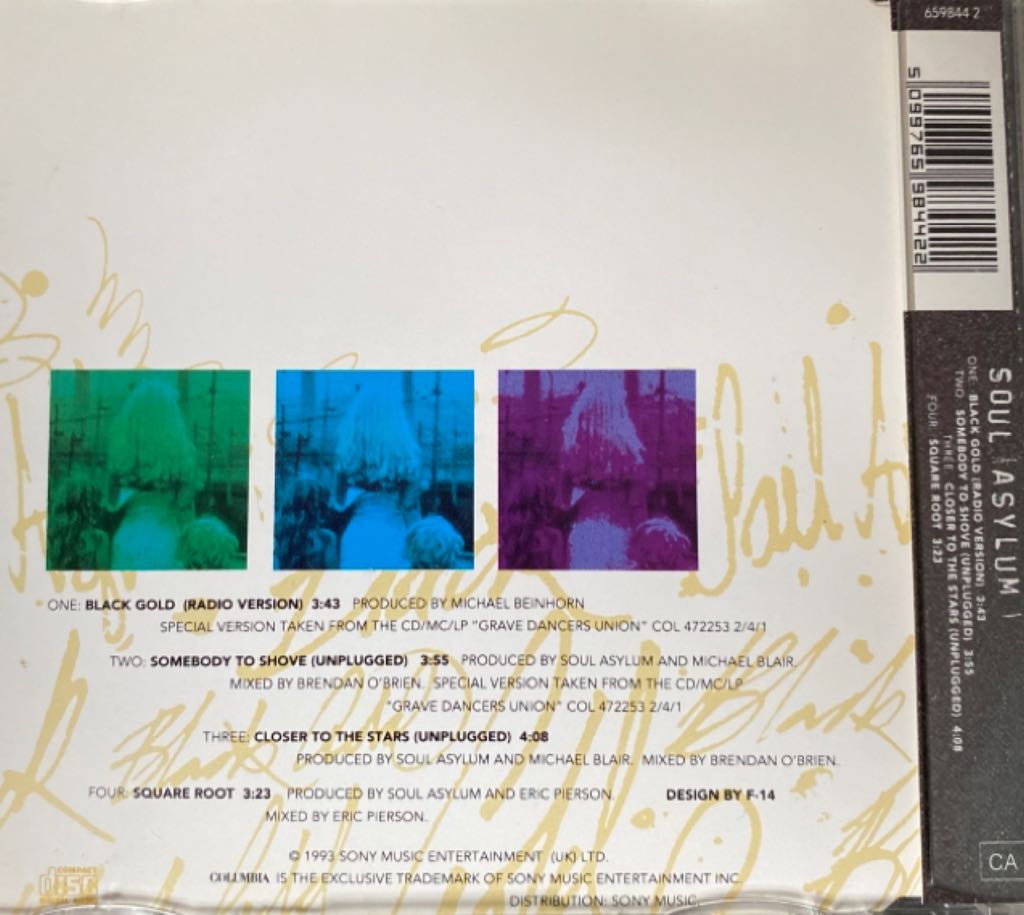 ONE: BLACK GOLD (RADIO VERSION) 3:43 PRODUCED BY MICHAEL BEINHORN
SPECIAL VERSION TAKEN FROM THE CD/MC/LP "GRAVE DANCERS UNION" COL 472253 2/4/1
TWO: SOMEBODY TO SHOVE (UNPLUGGED) 3:55 PRODUCED BY SOUL ASYLUM AND MICHAEL BLAIR.
MIXED BY BRENDAN O'BRIEN. SPECIAL VERSION TAKEN FROM THE CD/MC/LP
"GRAVE DANCERS UNION" COL 472253 2/4/1
THREE: CLOSER TO THE STARS (UNPLUGGED) 4:08
PRODUCED BY SOUL ASYLUM AND MICHAEL BLAIR. MIXED BY BRENDAN O'BRIEN.
FOUR: SQUARE ROOT 3:23 PRODUCED BY SOUL ASYLUM AND ERIC PIERSON. DESIGN BY F-14
MIXED BY ERIC PIERSON.
© 1993 SONY MUSIC ENTERTAINMENT (UK) LTD.
COLUMBIA IS THE EXCLUSIVE TRADEMARK OF SONY MUSIC ENTERTAINMENT INC.
DISTRIBUTION: SONY MUSIC.
COMPACT
disc
Black
Black
659844 2
5 099765 984422
SOUL ASYLUM
ONE: BLACK GOLD (RADIO VERSION) 3:43
TWO: SOMEBODY TO SHOVE (UNPLUGGED) 3:55
THREE: CLOSER TO THE STARS (UNPLUGGED) 4:08
FOUR: SQUARE ROOT 3:23
CA